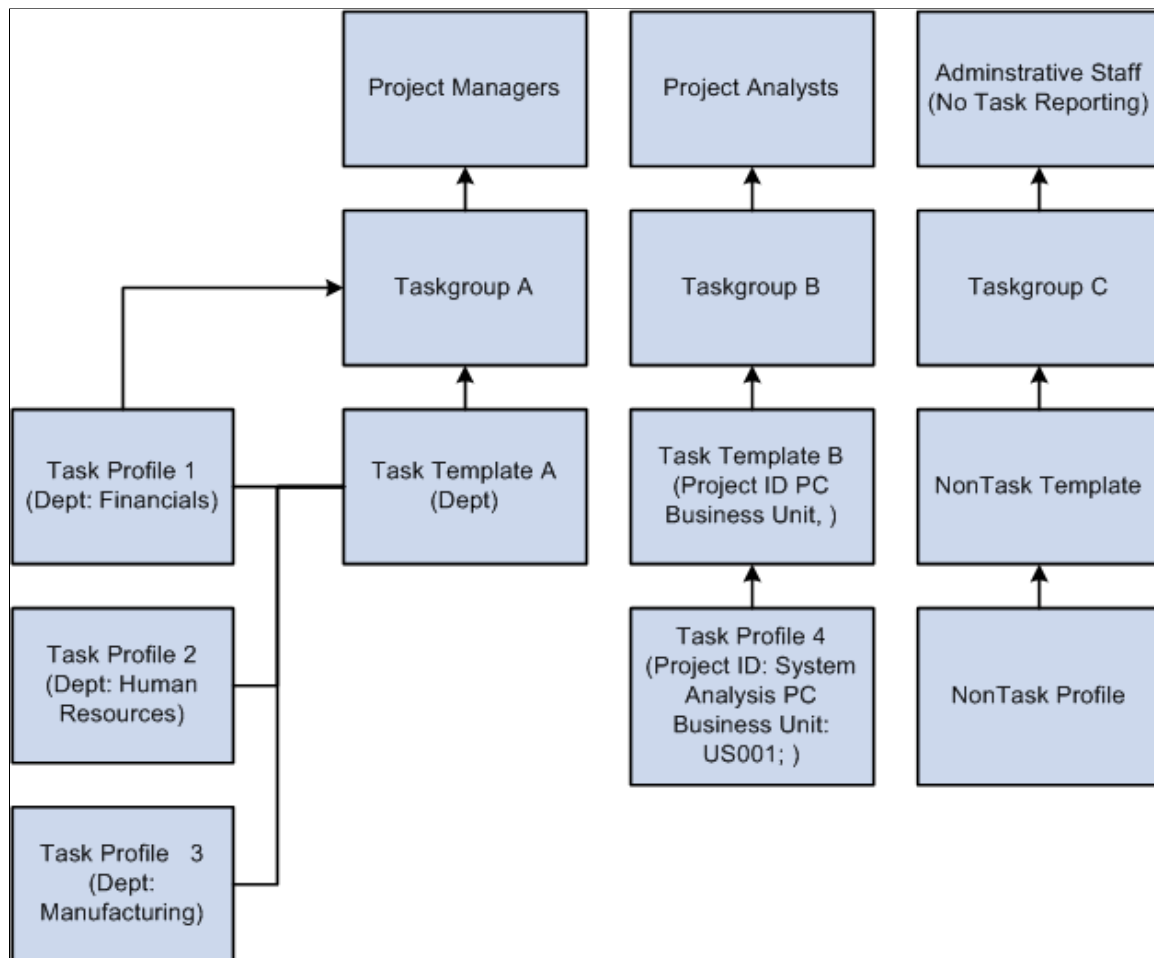 Project Managers
Project Analysts
Adminstrative Staff
(No Task Reporting)
Taskgroup A
Taskgroup B
Taskgroup C
Task Profile 1
(Dept: Financials)
Task Template A
(Dept)
Task Template B
(Project ID PC
Business Unit, )
NonTask Template
Task Profile 2
(Dept: Human
Resources)
Task Profile 4
(Project ID: System
Analysis PC
Business Unit:
US001; )
NonTask Profile
Task Profile 3
(Dept:
Manufacturing)